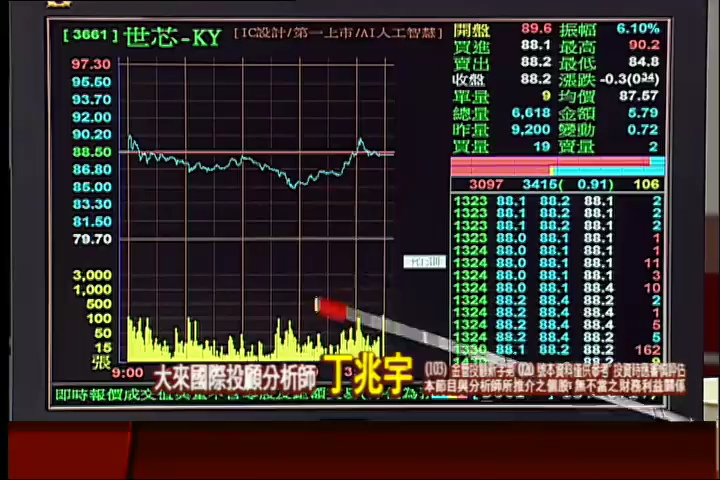 [3661] 世芯-KY [IC設計/第一上市/AI人工智慧]
開盤 89.6 振幅 6.10%
買進 88.1 最高 90.2
賣出 88.2 最低 84.8
收盤 88.2 漲跌 -0.3(0.34)
單量 9 均價 87.57
總量 6,618 金額 5.79
昨量 9,200 變動 0.72
買量 19 賣量 2
3097 3415( 0.91) 106
97.30
95.50
93.70
92.00
90.20
88.50
86.80
85.00
83.30
81.50
79.70
3,000
1,000
500
100
50
15
張
9:00
1323 88.1 88.2 88.1 2
1323 88.1 88.2 88.1 2
1323 88.0 88.1 88.1 1
1323 88.0 88.1 88.0 1
1324 88.0 88.1 88.1 11
1324 88.0 88.1 88.1 3
1324 88.0 88.1 88.4 10
1324 88.2 88.4 88.2 2
1324 88.2 88.4 88.4 1
1324 88.2 88.4 88.4 5
1324 88.2 88.4 88.2 5
1330 88.1 88.2 88.2 162
大來國際投顧分析師 丁兆宇
本節目與分析師所推介之個股 無不當之財務利益關係
即時報價成交值